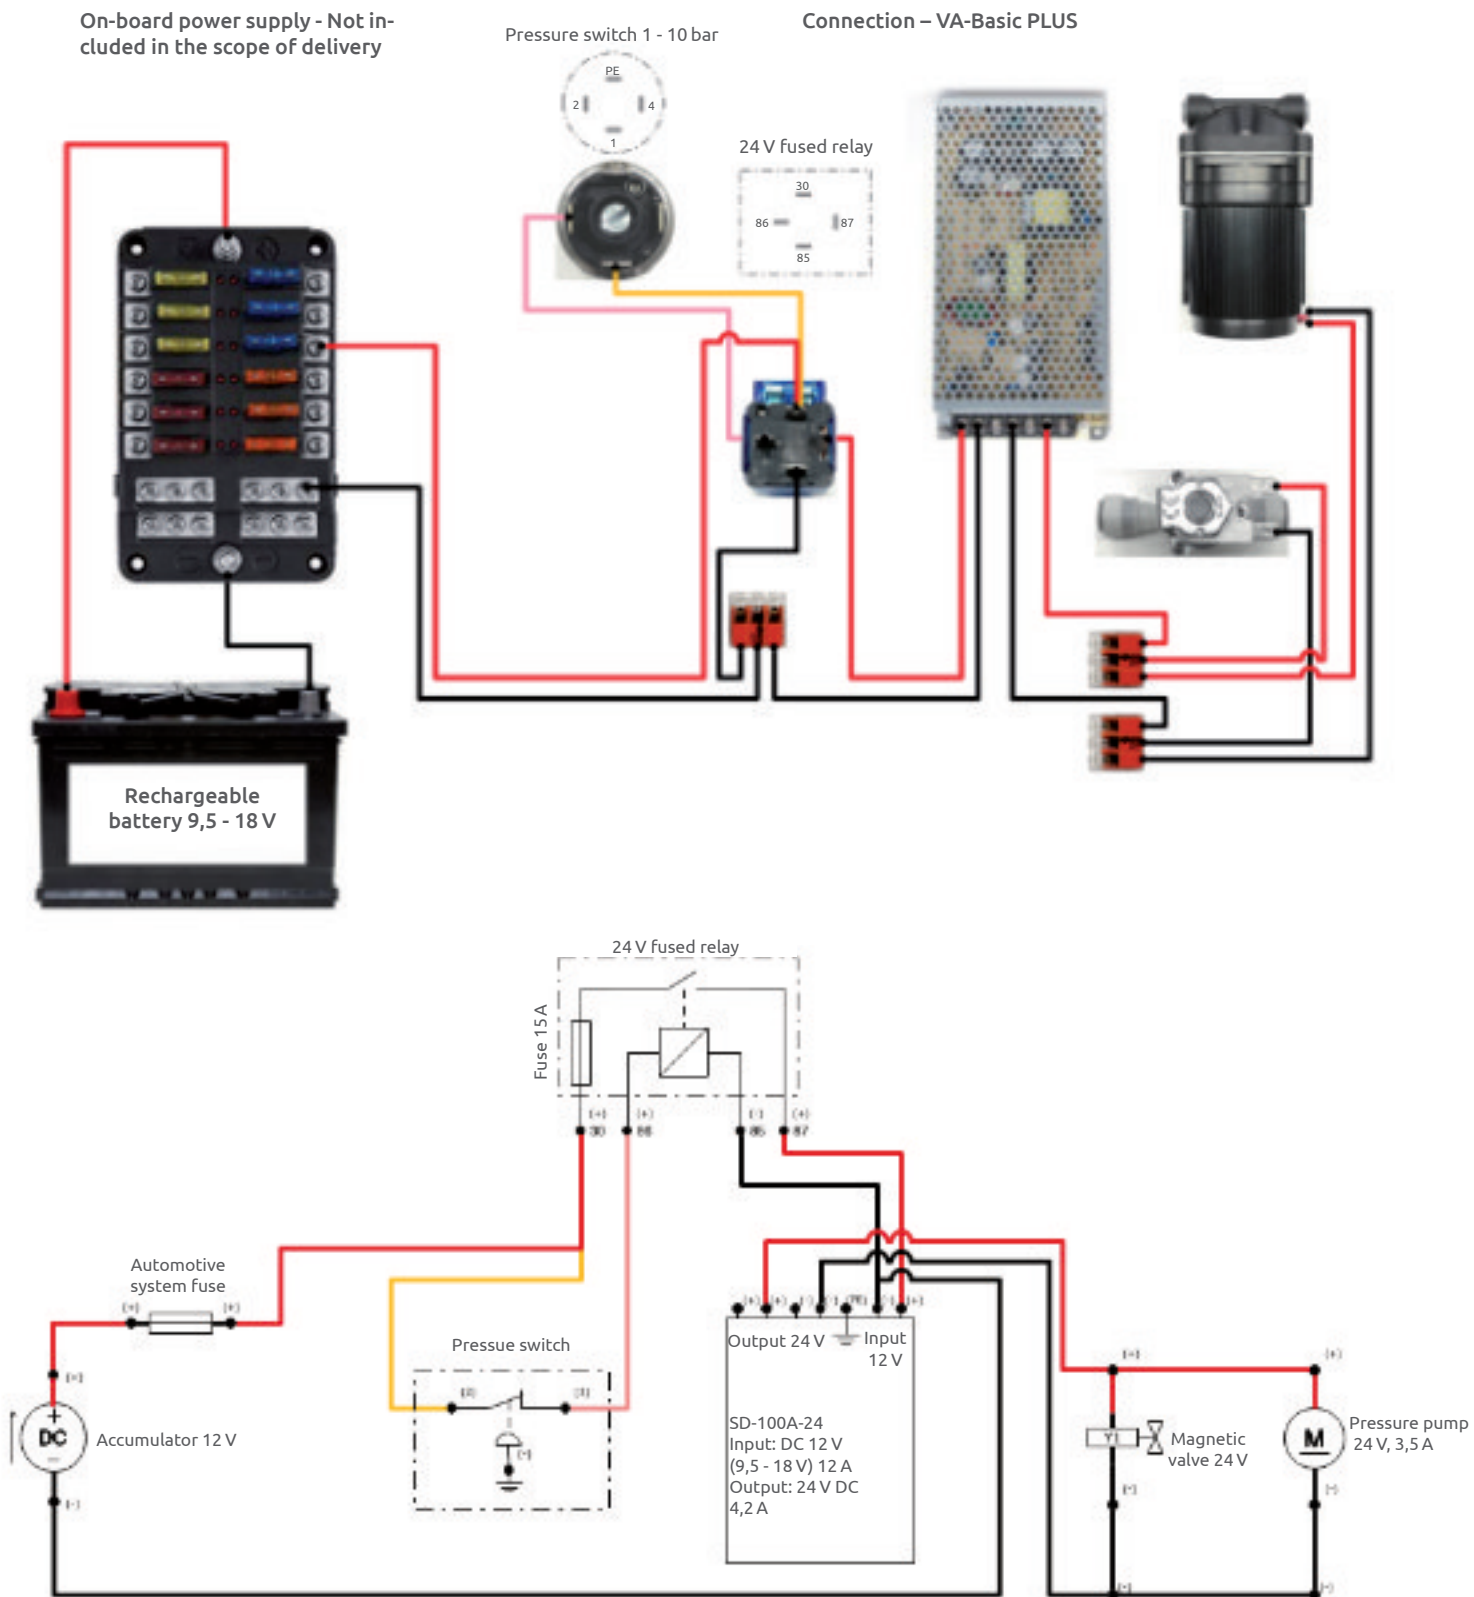 On-board power supply - Not in-
cluded in the scope of delivery
Connection – VA-Basic PLUS
Pressure switch 1 - 10 bar
PE
2
4
1
24 V fused relay
30
86
87
85
Rechargeable
battery 9,5 - 18 V
24 V fused relay
Fuse 15 A
(+)
(+)
(-)
(+)
30
86
85
87
Automotive
system fuse
(+)
(+)
Pressue switch
(+)
(+)
(-)
(-)
(PE)
(-)
(+)
Output 24 V
Input
12 V
(+)
(+)
(+)
DC
Accumulator 12 V
SD-100A-24
Input: DC 12 V
(9,5 - 18 V) 12 A
Output: 24 V DC
4,2 A
Y1
Magnetic
valve 24 V
M
Pressure pump
24 V, 3,5 A
(-)
(-)
(-)
(-)
(-)